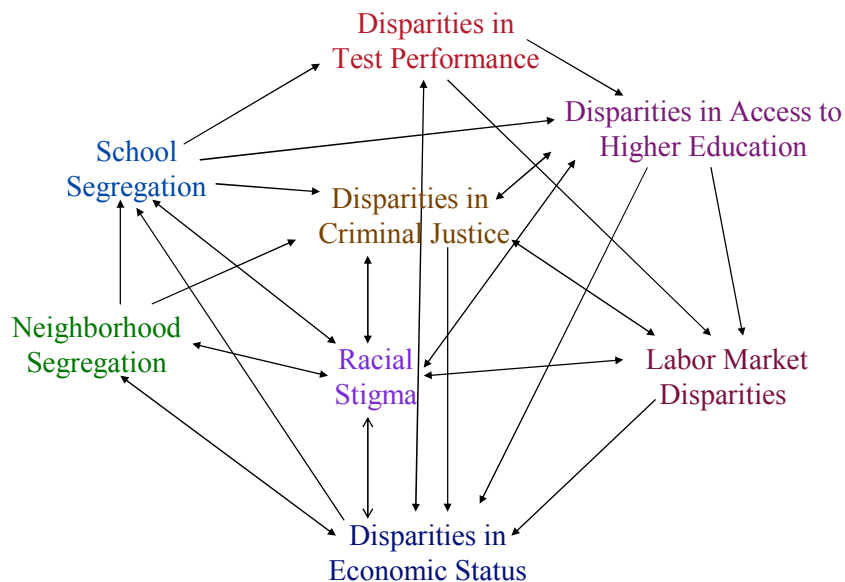 Disparities in
Test Performance
Disparities in Access to
Higher Education
School
Segregation
Disparities in
Criminal Justice
Neighborhood
Segregation
Racial
Stigma
Labor Market
Disparities
Disparities in
Economic Status